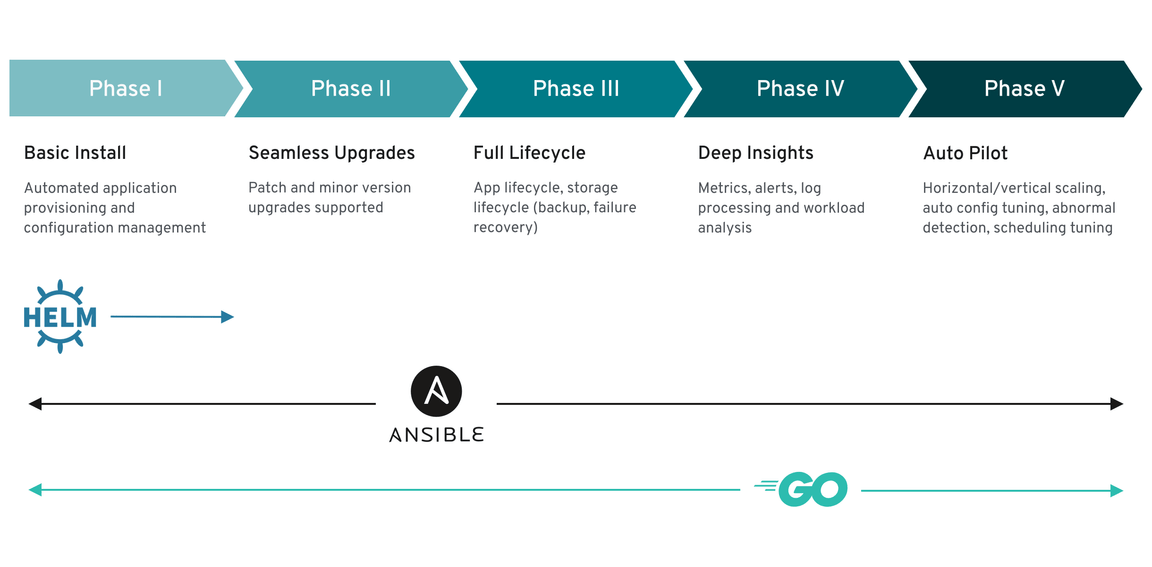 Phase I
Phase II
Phase III
Phase IV
Phase V
Basic Install
Automated application
provisioning and
configuration management
Seamless Upgrades
Patch and minor version
upgrades supported
Full Lifecycle
App lifecycle, storage
lifecycle (backup, failure
recovery)
Deep Insights
Metrics, alerts, log
processing and workload
analysis
Auto Pilot
Horizontal/vertical scaling,
auto config tuning, abnormal
detection, scheduling tuning
HELM
A
ANSIBLE
GO